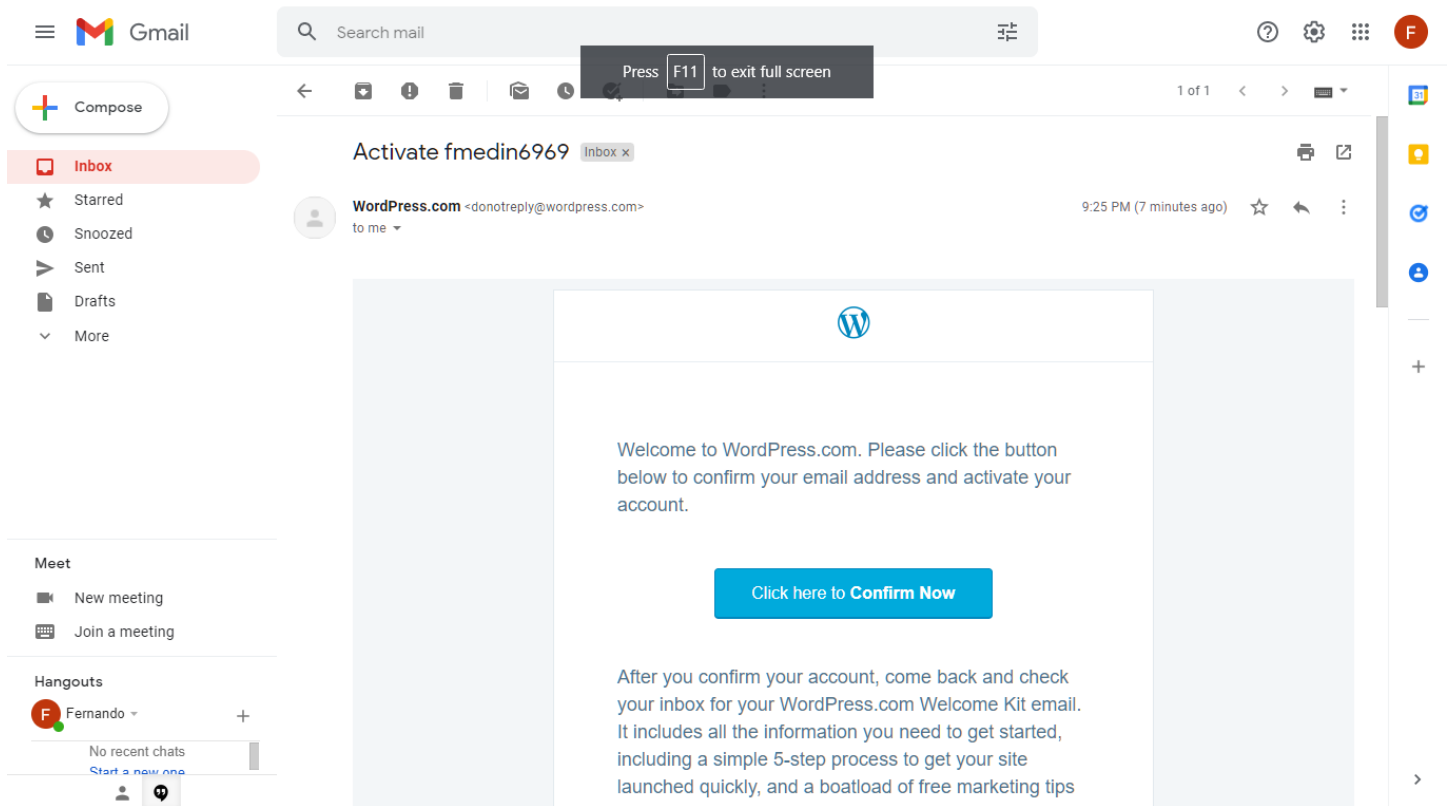 Gmail
Search mail
Press F11 to exit full screen
Compose
1 of 1
31
Activate fmedin6969 Inbox ×
Inbox
Starred
Snoozed
Sent
Drafts
More
WordPress.com <donotreply@wordpress.com>
9:25 PM (7 minutes ago)
to me
F
Welcome to WordPress.com. Please click the button
below to confirm your email address and activate your
account.
Click here to Confirm Now
After you confirm your account, come back and check
your inbox for your WordPress.com Welcome Kit email.
It includes all the information you need to get started,
including a simple 5-step process to get your site
launched quickly, and a boatload of free marketing tips
Meet
New meeting
Join a meeting
Hangouts
F Fernando
No recent chats
Start a new one